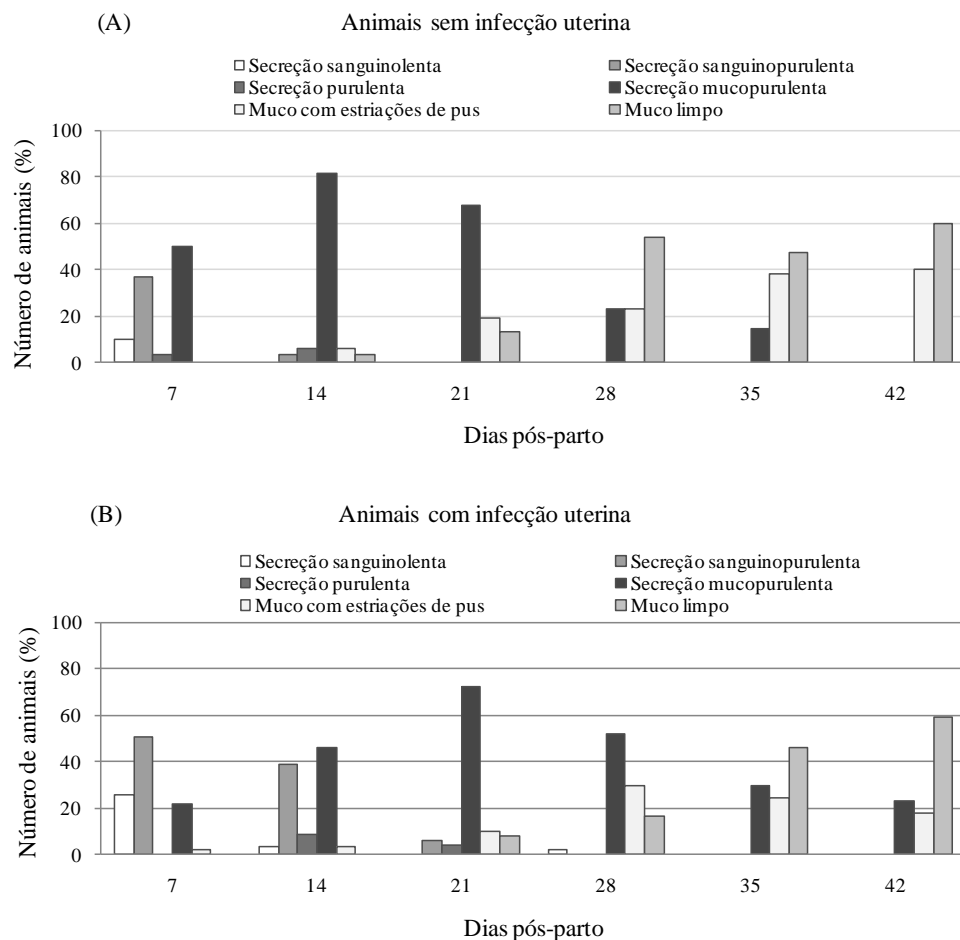 (A) Animais sem infecção uterina
Secreção sanguinolenta Secreção sanguinopurulenta
Secreção purulenta Secreção mucopurulenta
Muco com estriações de pus Muco limpo
100
80
60
40
20
0
Número de animais (%)
7 14 21 28 35 42
Dias pós-parto
(B) Animais com infecção uterina
Secreção sanguinolenta Secreção sanguinopurulenta
Secreção purulenta Secreção mucopurulenta
Muco com estriações de pus Muco limpo
100
80
60
40
20
0
Número de animais (%)
7 14 21 28 35 42
Dias pós-parto